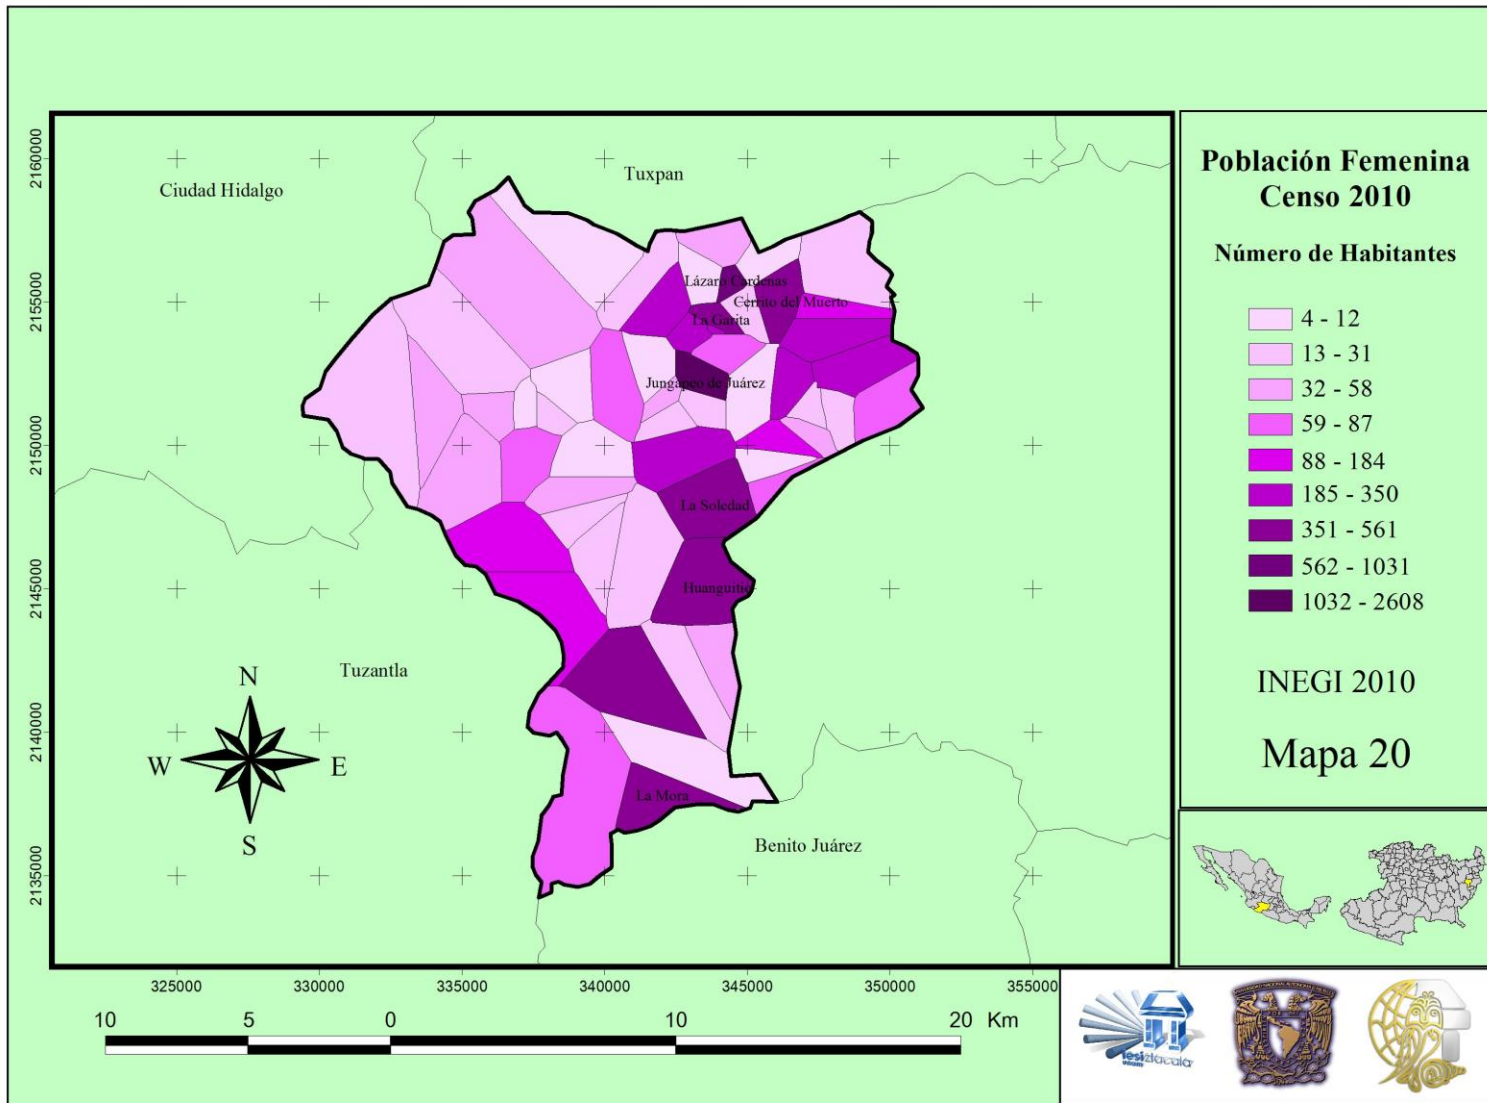 Población Femenina
Censo 2010
Número de Habitantes
4 - 12
13 - 31
32 - 58
59 - 87
88 - 184
185 - 350
351 - 561
562 - 1031
1032 - 2608
INEGI 2010
Mapa 20
Ciudad Hidalgo
Tuxpan
Lázaro Cárdenas
Cerrito del Muerto
La Garita
Jungapeo de Juárez
La Soledad
Huanguitío
Tuzantla
La Mora
Benito Juárez
N
W E
S
2160000
2155000
2150000
2145000
2140000
2135000
325000 330000 335000 340000 345000 350000 355000
10 5 0 10 20 Km